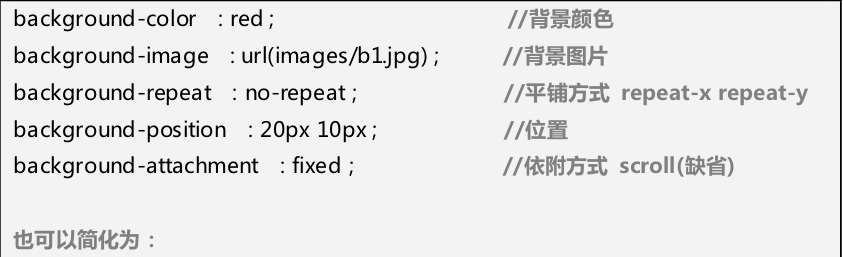 background-color : red ; //背景颜色
background-image : url(images/b1.jpg) ; //背景图片
background-repeat : no-repeat ; //平铺方式 repeat-x repeat-y
background-position : 20px 10px ; //位置
background-attachment : fixed ; //依附方式 scroll(缺省)
也可以简化为：